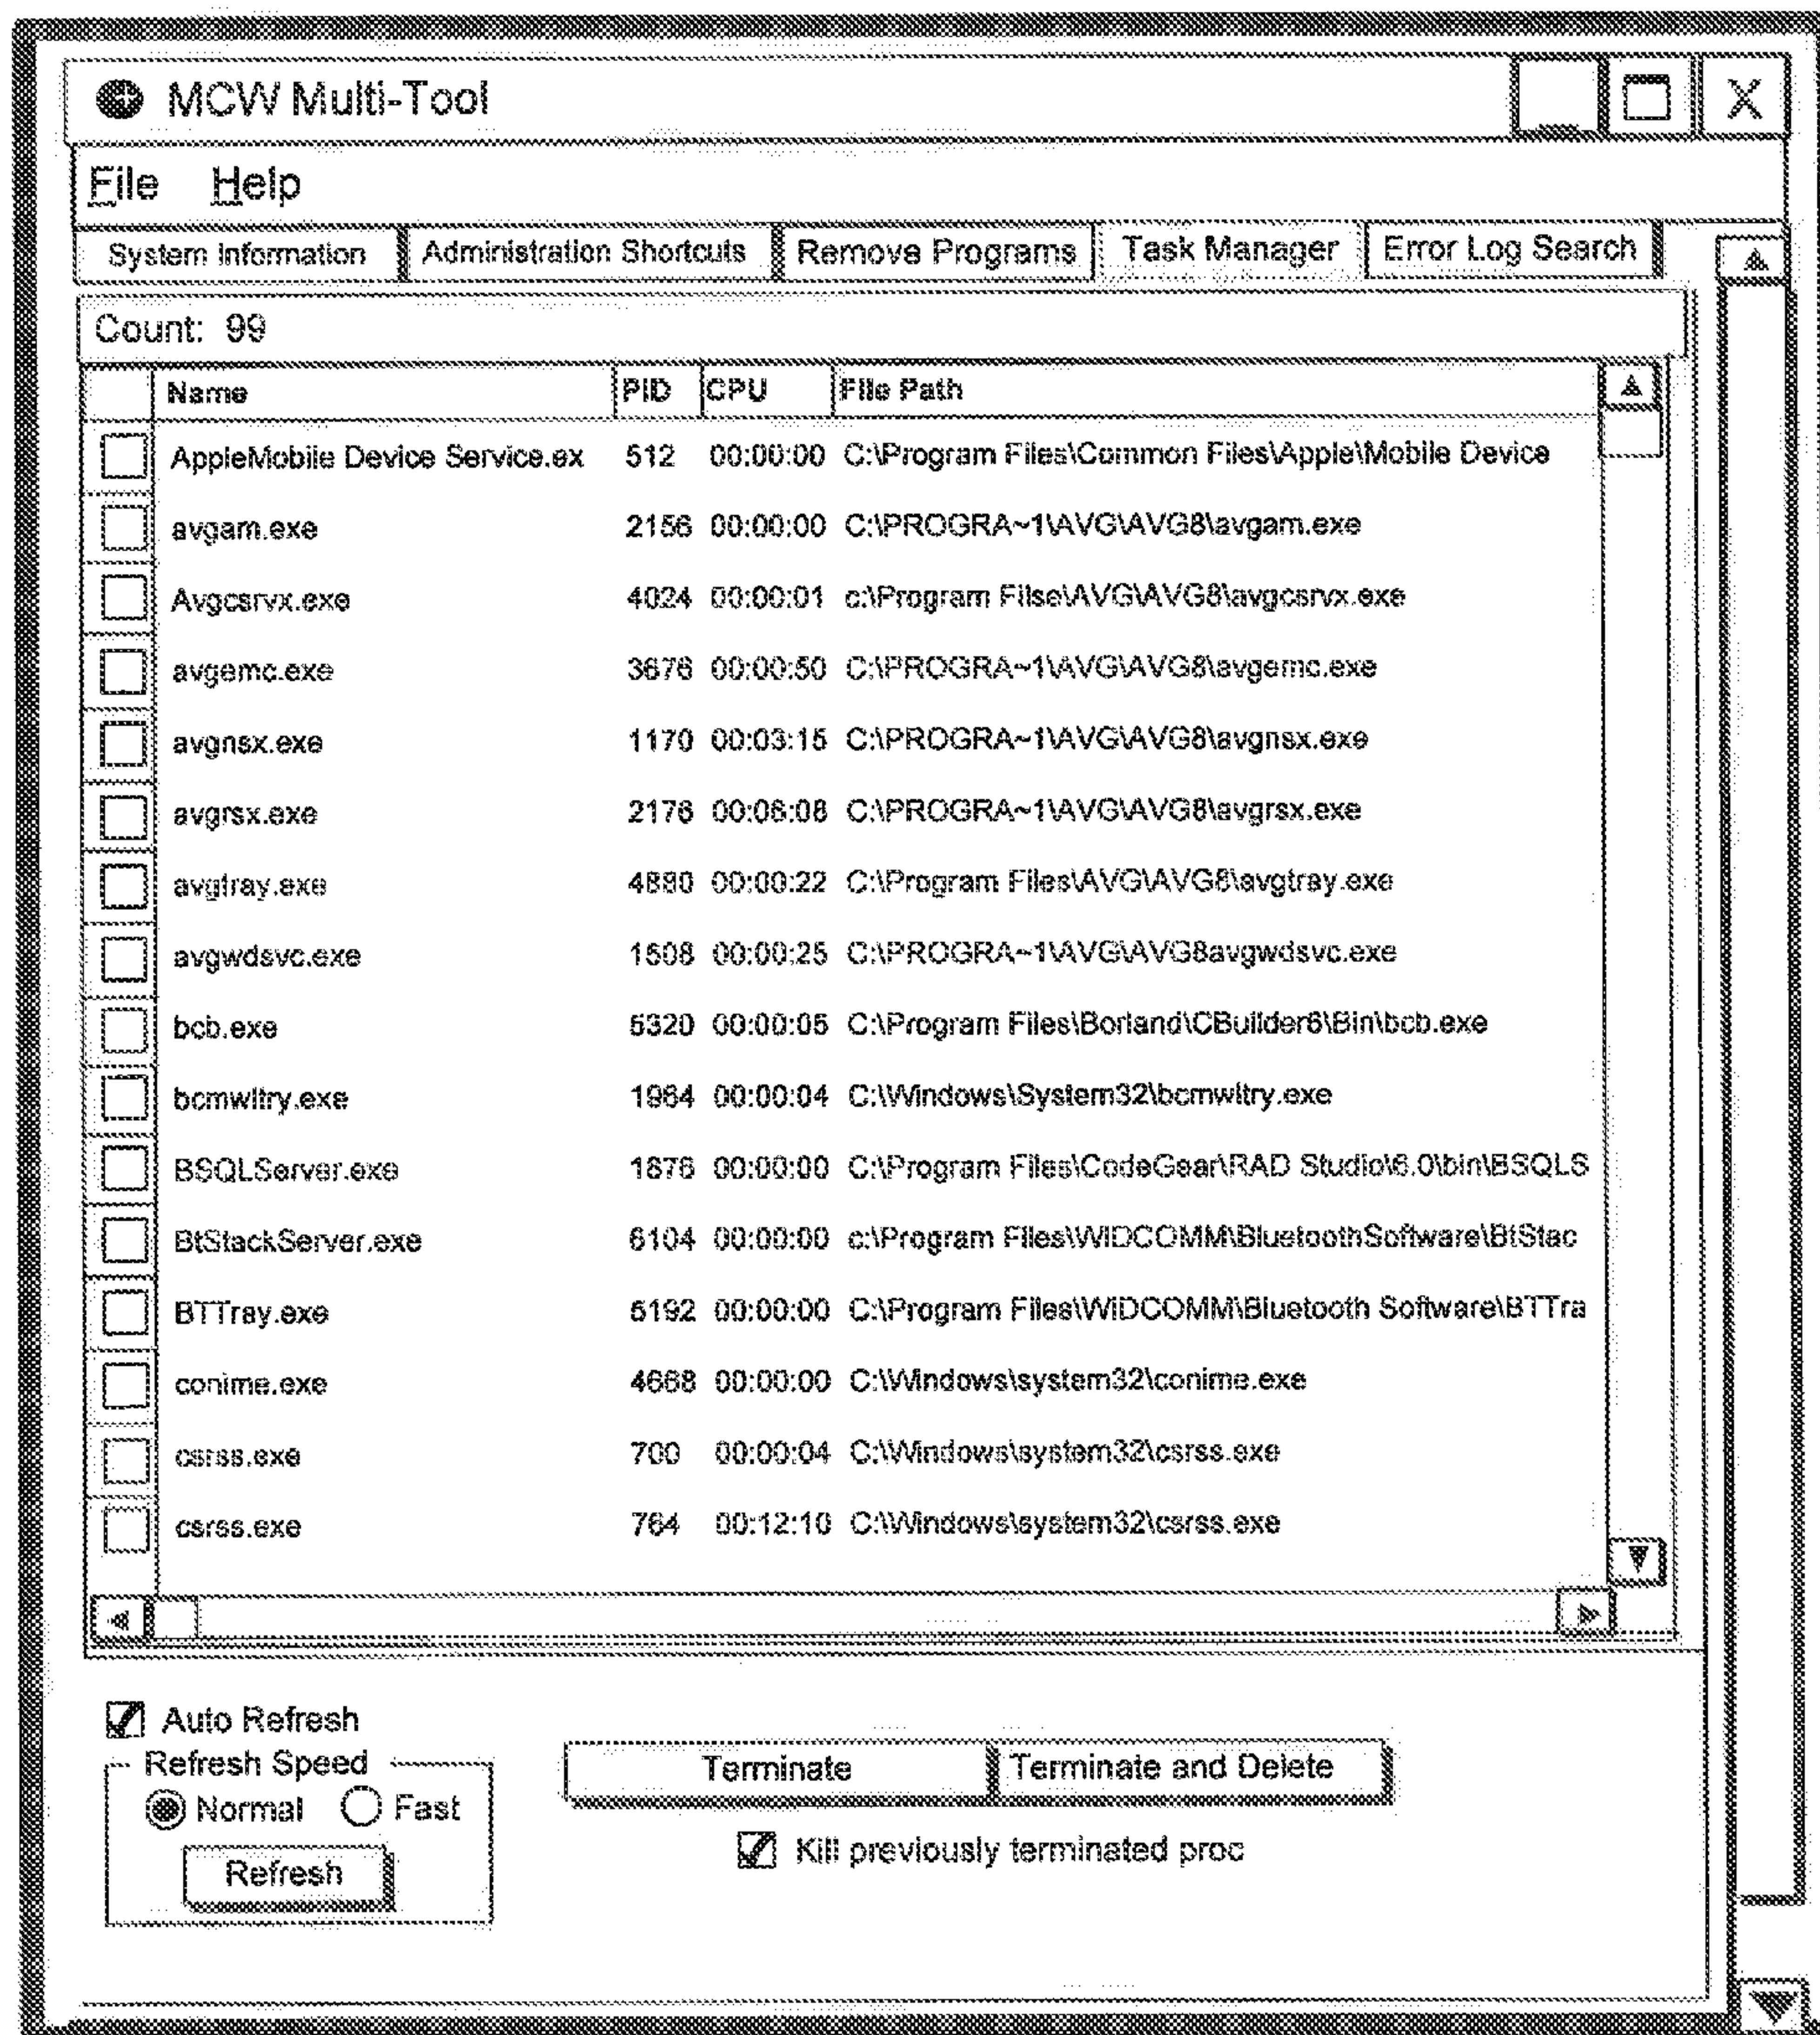 MCW Multi-Tool
File Help
System Information Administration Shortcuts Remove Programs Task Manager Error Log Search
Count: 99
Name PID CPU File Path
AppleMobile Device Service.ex 512 00:00:00 C:\Program Files\Common Files\Apple\Mobile Device
avgam.exe 2156 00:00:00 C:\PROGRA~1\AVG\AVG8\avgam.exe
Avgcsrvx.exe 4024 00:00:01 c:\Program Filse\AVG\AVG8\avgcsrvx.exe
avgemc.exe 3676 00:00:50 C:\PROGRA~1\AVG\AVG8\avgemc.exe
avgnsx.exe 1170 00:03:15 C:\PROGRA~1\AVG\AVG8\avgnsx.exe
avgrsx.exe 2176 00:06:08 C:\PROGRA~1\AVG\AVG8\avgrsx.exe
avgtray.exe 4880 00:00:22 C:\Program Files\AVG\AVG8\avgtray.exe
avgwdsvc.exe 1508 00:00:25 C:\PROGRA~1\AVG\AVG8avgwdsvc.exe
bcb.exe 5320 00:00:05 C:\Program Files\Borland\CBuilder6\Bin\bcb.exe
bcmwltry.exe 1984 00:00:04 C:\Windows\System32\bcmwltry.exe
BSQLServer.exe 1876 00:00:00 C:\Program Files\CodeGear\RAD Studio\6.0\bin\BSQLS
BtStackServer.exe 6104 00:00:00 c:\Program Files\WIDCOMM\BluetoothSoftware\BtStac
BTTray.exe 5192 00:00:00 C:\Program Files\WIDCOMM\Bluetooth Software\BTTra
conime.exe 4668 00:00:00 C:\Windows\system32\conime.exe
csrss.exe 700 00:00:04 C:\Windows\system32\csrss.exe
csrss.exe 764 00:12:10 C:\Windows\system32\csrss.exe
Auto Refresh
Refresh Speed
Normal Fast
Refresh
Terminate Terminate and Delete
Kill previously terminated proc